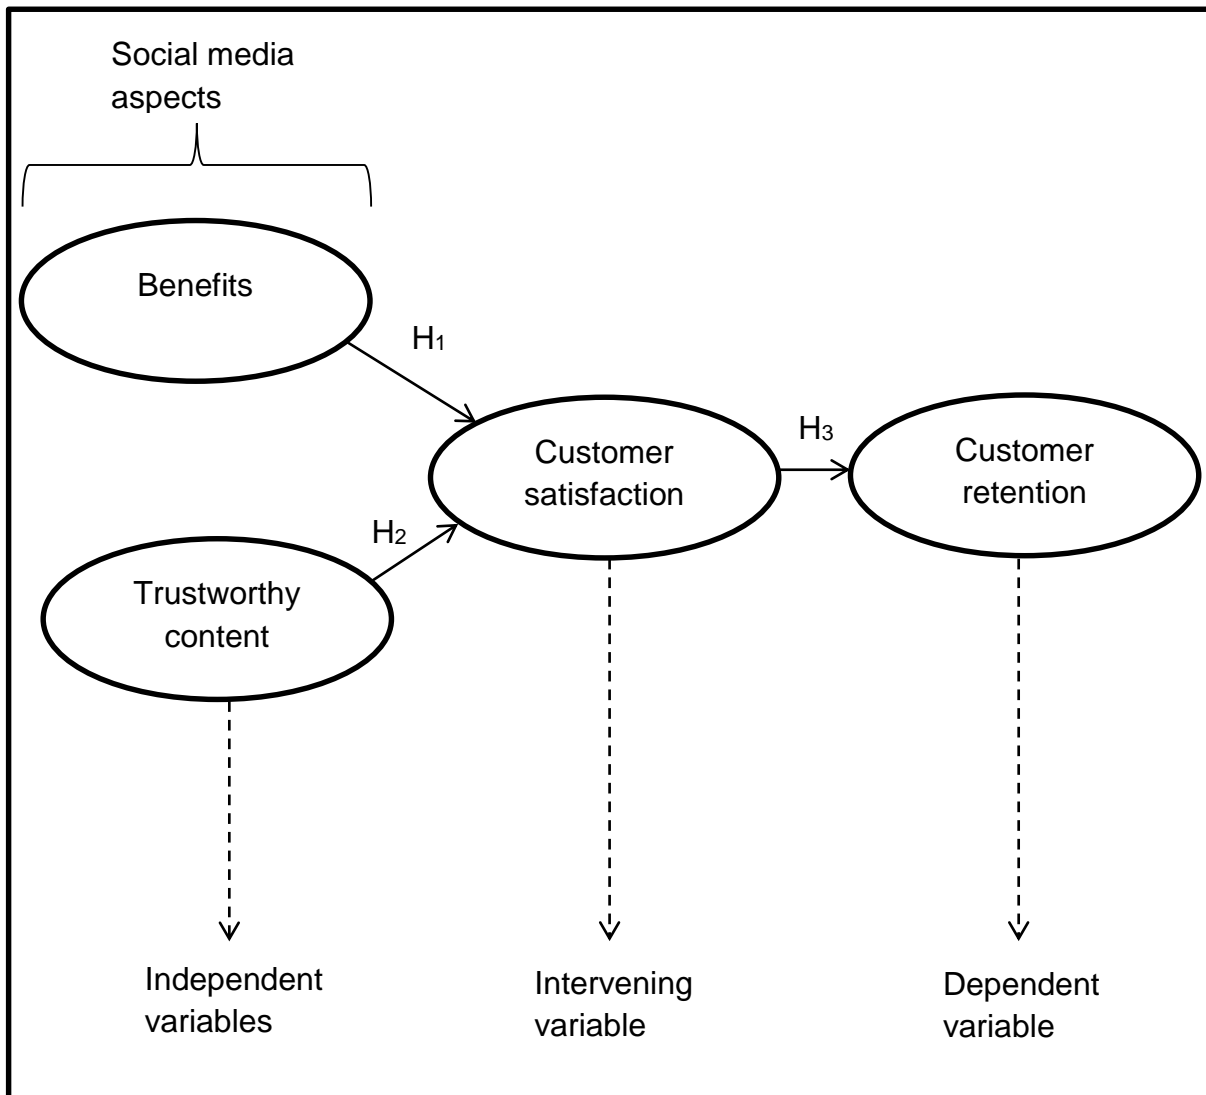 Social media
aspects
Benefits
H1
Customer
satisfaction
H3
Customer
retention
H2
Trustworthy
content
Independent
variables
Intervening
variable
Dependent
variable